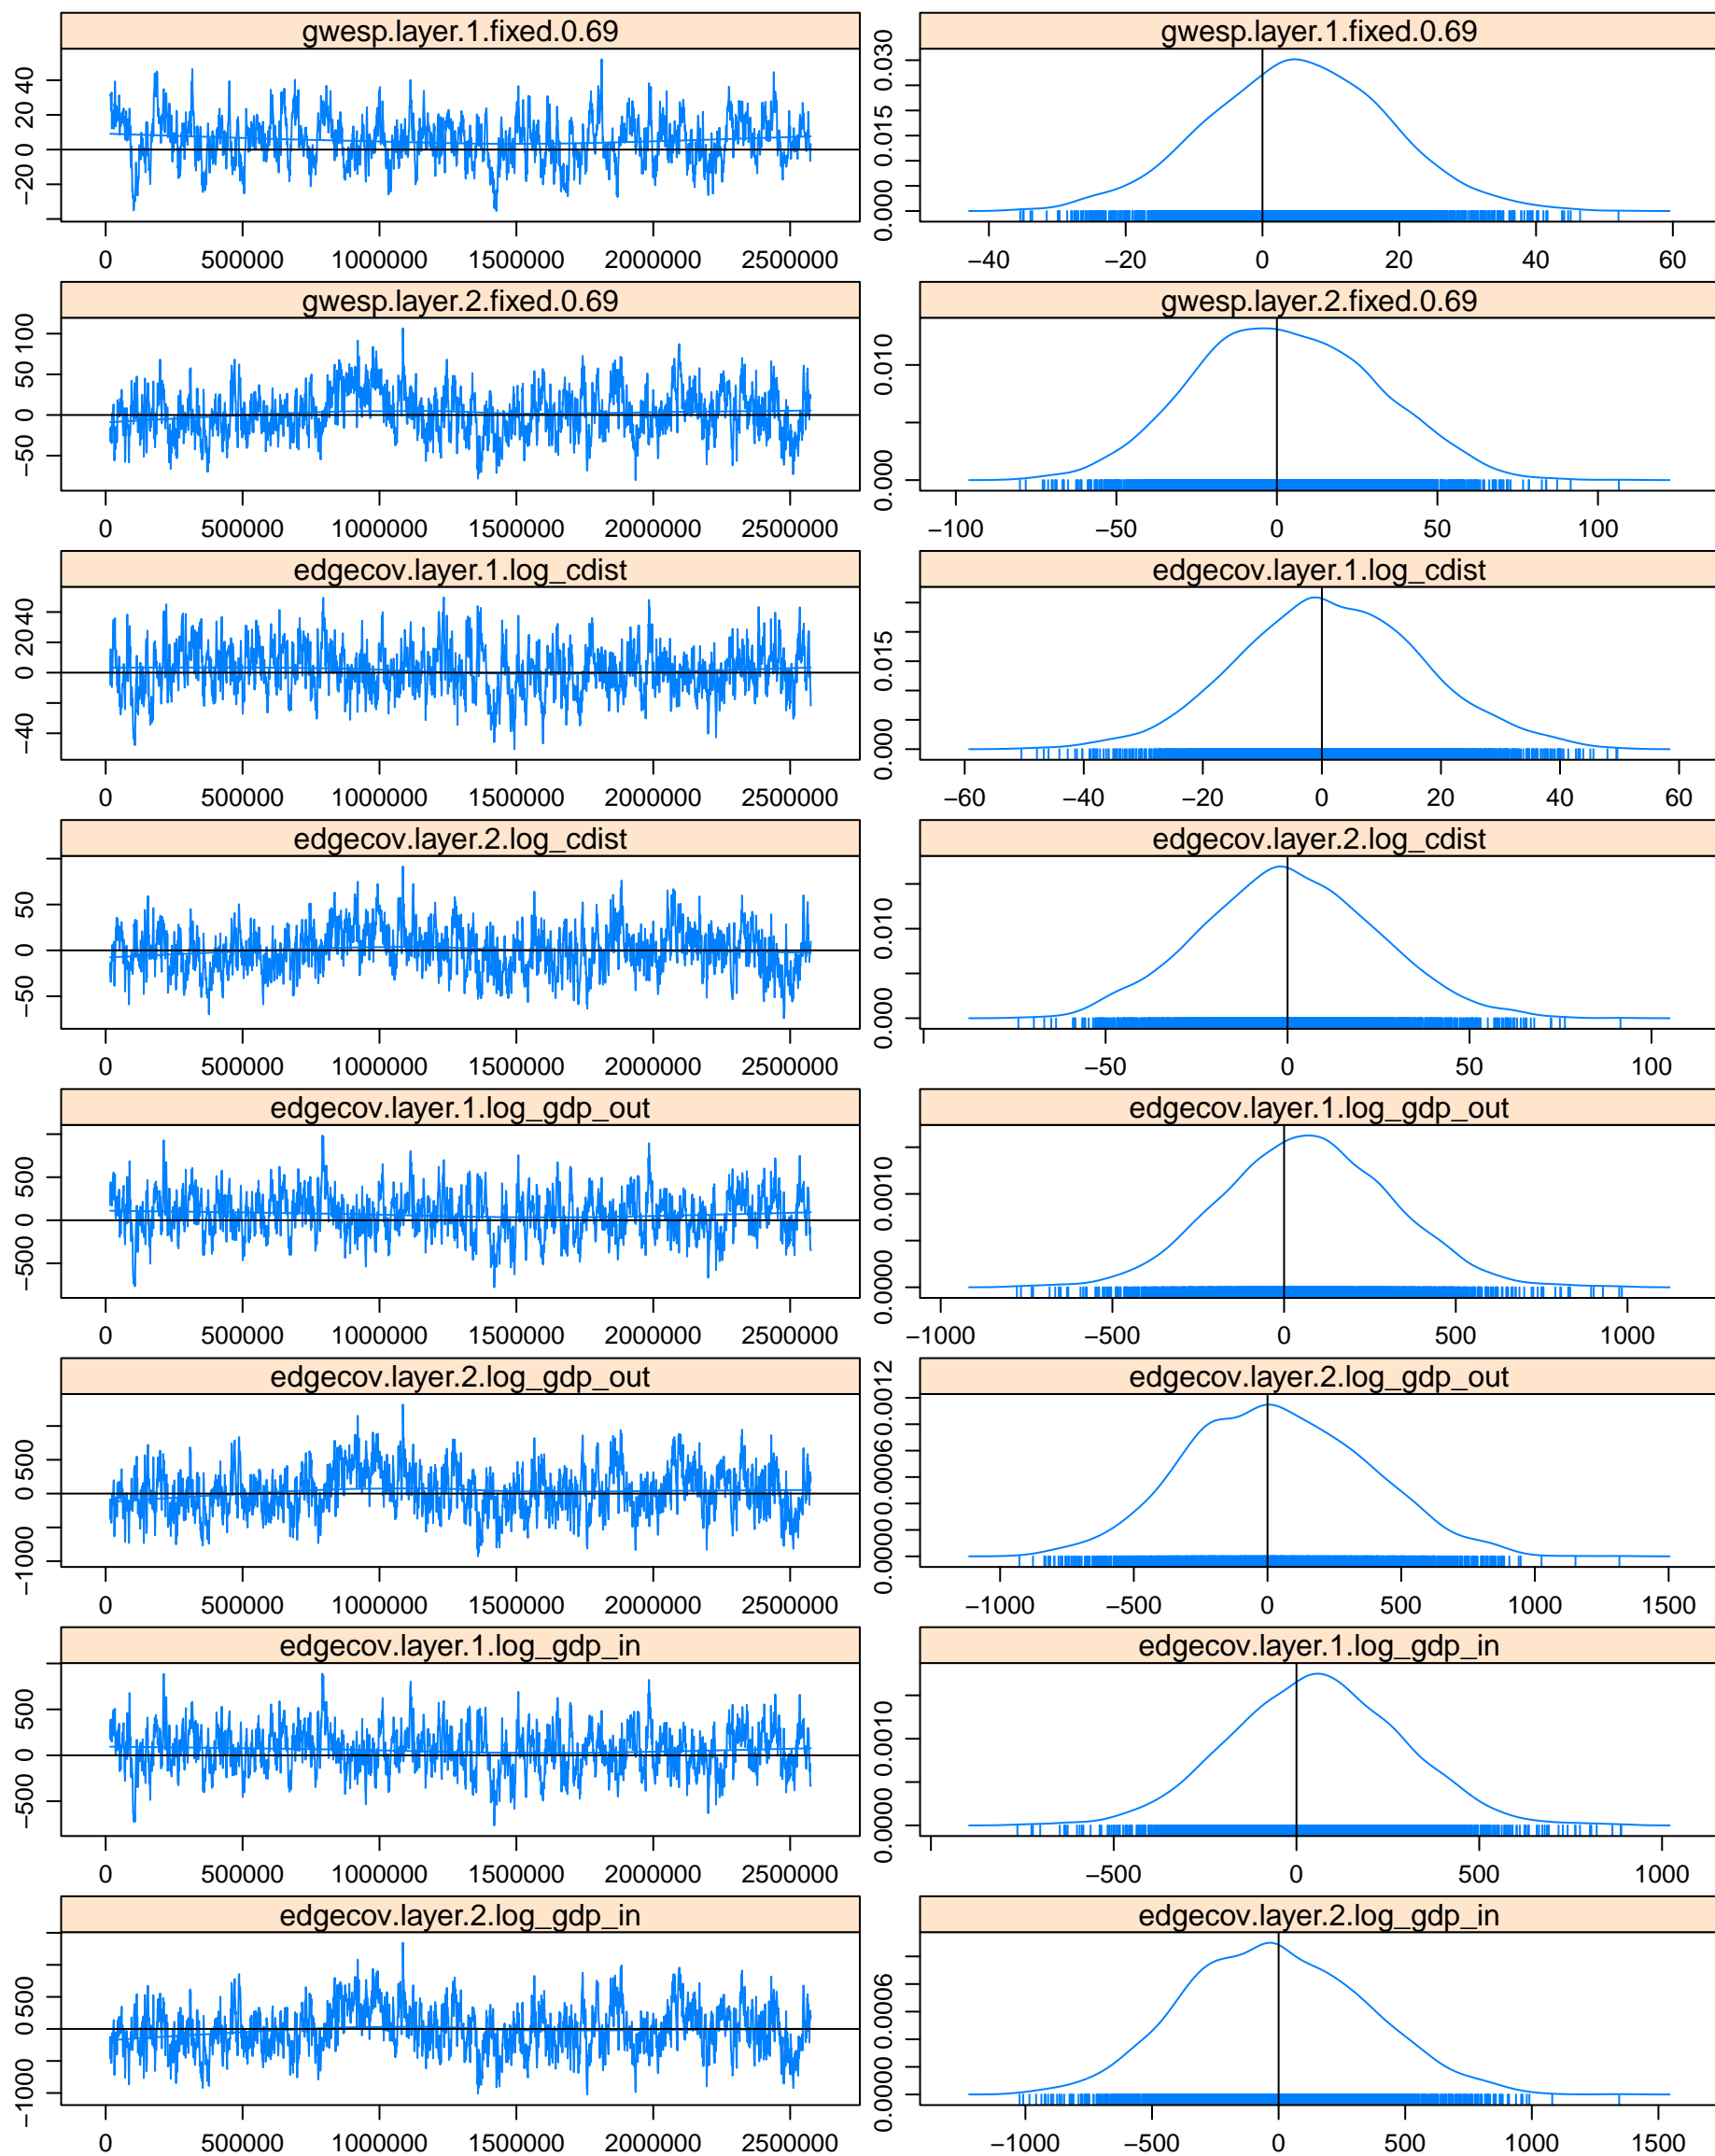 gwesp.layer.1.fixed.0.69 gwesp.layer.1.fixed.0.69
−20 0 20 40 0.000 0.015 0.030
0 500000 1000000 1500000 2000000 2500000 −40 −20 0 20 40 60
gwesp.layer.2.fixed.0.69 gwesp.layer.2.fixed.0.69
−50 0 50 100 0.000 0.010
0 500000 1000000 1500000 2000000 2500000 −100 −50 0 50 100
edgecov.layer.1.log_cdist edgecov.layer.1.log_cdist
−40 0 20 40 0.000 0.015
0 500000 1000000 1500000 2000000 2500000 −60 −40 −20 0 20 40 60
edgecov.layer.2.log_cdist edgecov.layer.2.log_cdist
−50 0 50 0.000 0.010
0 500000 1000000 1500000 2000000 2500000 −50 0 50 100
edgecov.layer.1.log_gdp_out edgecov.layer.1.log_gdp_out
−500 0 500 0.0000 0.0010
0 500000 1000000 1500000 2000000 2500000 −1000 −500 0 500 1000
edgecov.layer.2.log_gdp_out edgecov.layer.2.log_gdp_out
−1000 0 500 0.0000 0.0006 0.0012
0 500000 1000000 1500000 2000000 2500000 −1000 −500 0 500 1000 1500
edgecov.layer.1.log_gdp_in edgecov.layer.1.log_gdp_in
−500 0 500 0.0000 0.0010
0 500000 1000000 1500000 2000000 2500000 −500 0 500 1000
edgecov.layer.2.log_gdp_in edgecov.layer.2.log_gdp_in
−1000 0 500 0.0000 0.0006
0 500000 1000000 1500000 2000000 2500000 −1000 −500 0 500 1000 1500